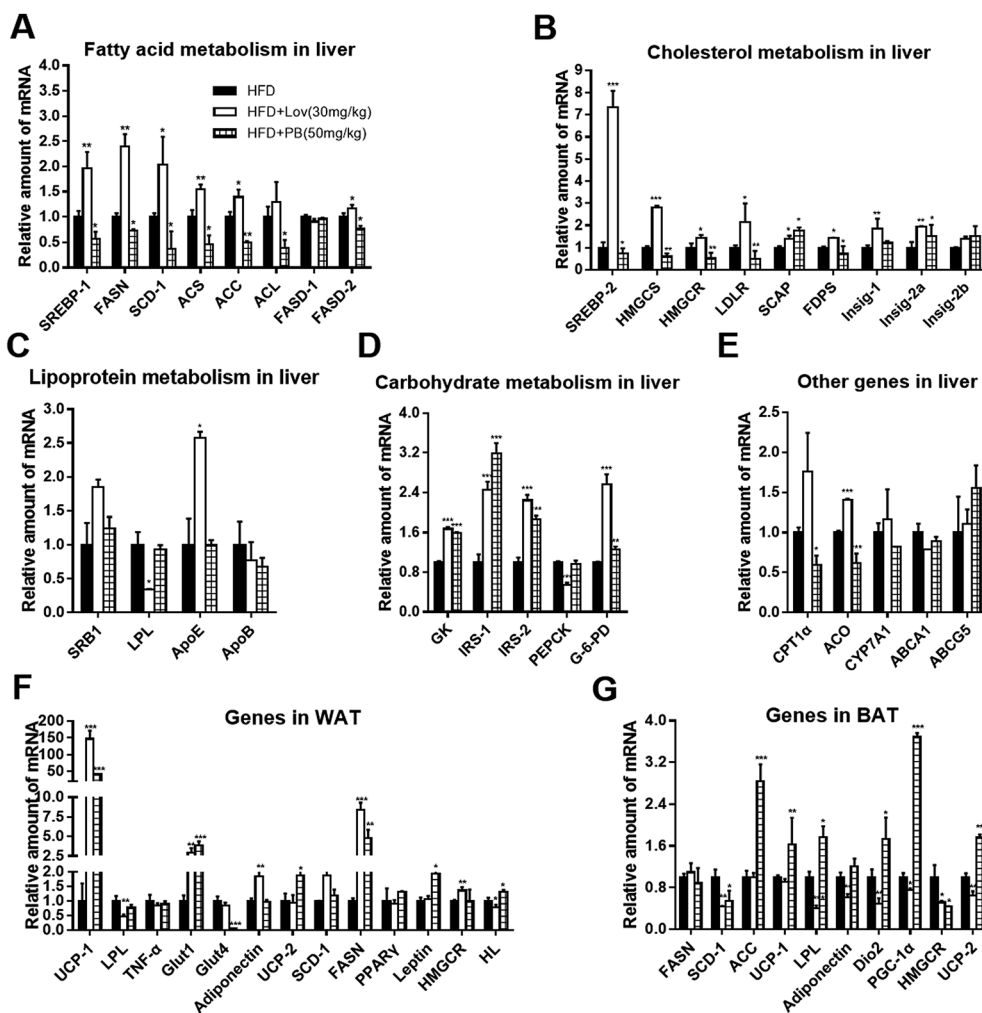 A
Fatty acid metabolism in liver
Relative amount of mRNA
4.0
3.5
3.0
2.5
2.0
1.5
1.0
0.5
0.0
HFD
HFD+Lov(30mg/kg)
HFD+PB(50mg/kg)
** ** * ** * *
* * * * ** * *
SREBP-1 FASN SCD-1 ACS ACC ACL FASD-1 FASD-2
B
Cholesterol metabolism in liver
Relative amount of mRNA
9
8
7
6
5
4
3
2
1
0
*** *** * * * * ** **
* ** ** ** * * *
SREBP-2 HMGCS HMGCR LDLR SCAP FDPS Insig-1 Insig-2a Insig-2b
C
Lipoprotein metabolism in liver
Relative amount of mRNA
3.0
2.5
2.0
1.5
1.0
0.5
0.0
* *
SRB1 LPL ApoE ApoB
D
Carbohydrate metabolism in liver
Relative amount of mRNA
4.0
3.2
2.4
1.6
0.8
0.0
*** *** *** *** ***
*** *** ** **
GK IRS-1 IRS-2 PEPCK G-6-PD
E
Other genes in liver
Relative amount of mRNA
2.5
2.0
1.5
1.0
0.5
0.0
***
* **
CPT1α ACO CYP7A1 ABCA1 ABCG5
F
Genes in WAT
Relative amount of mRNA
200
150
100
50
10.0
5.0
2.5
2.0
1.5
1.0
0.5
0.0
*** ** ** ** *** ** *
*** *** *** * ** * *
UCP-1 LPL TNF-α Glut1 Glut4 Adiponectin UCP-2 SCD-1 FASN PPARγ Leptin HMGCR HL
G
Genes in BAT
Relative amount of mRNA
4.0
3.2
2.4
1.6
0.8
0.0
** ** ** ** * * **
* *** ** * * *** * **
FASN SCD-1 ACC UCP-1 LPL Adiponectin Dio2 PGC-1α HMGCR UCP-2